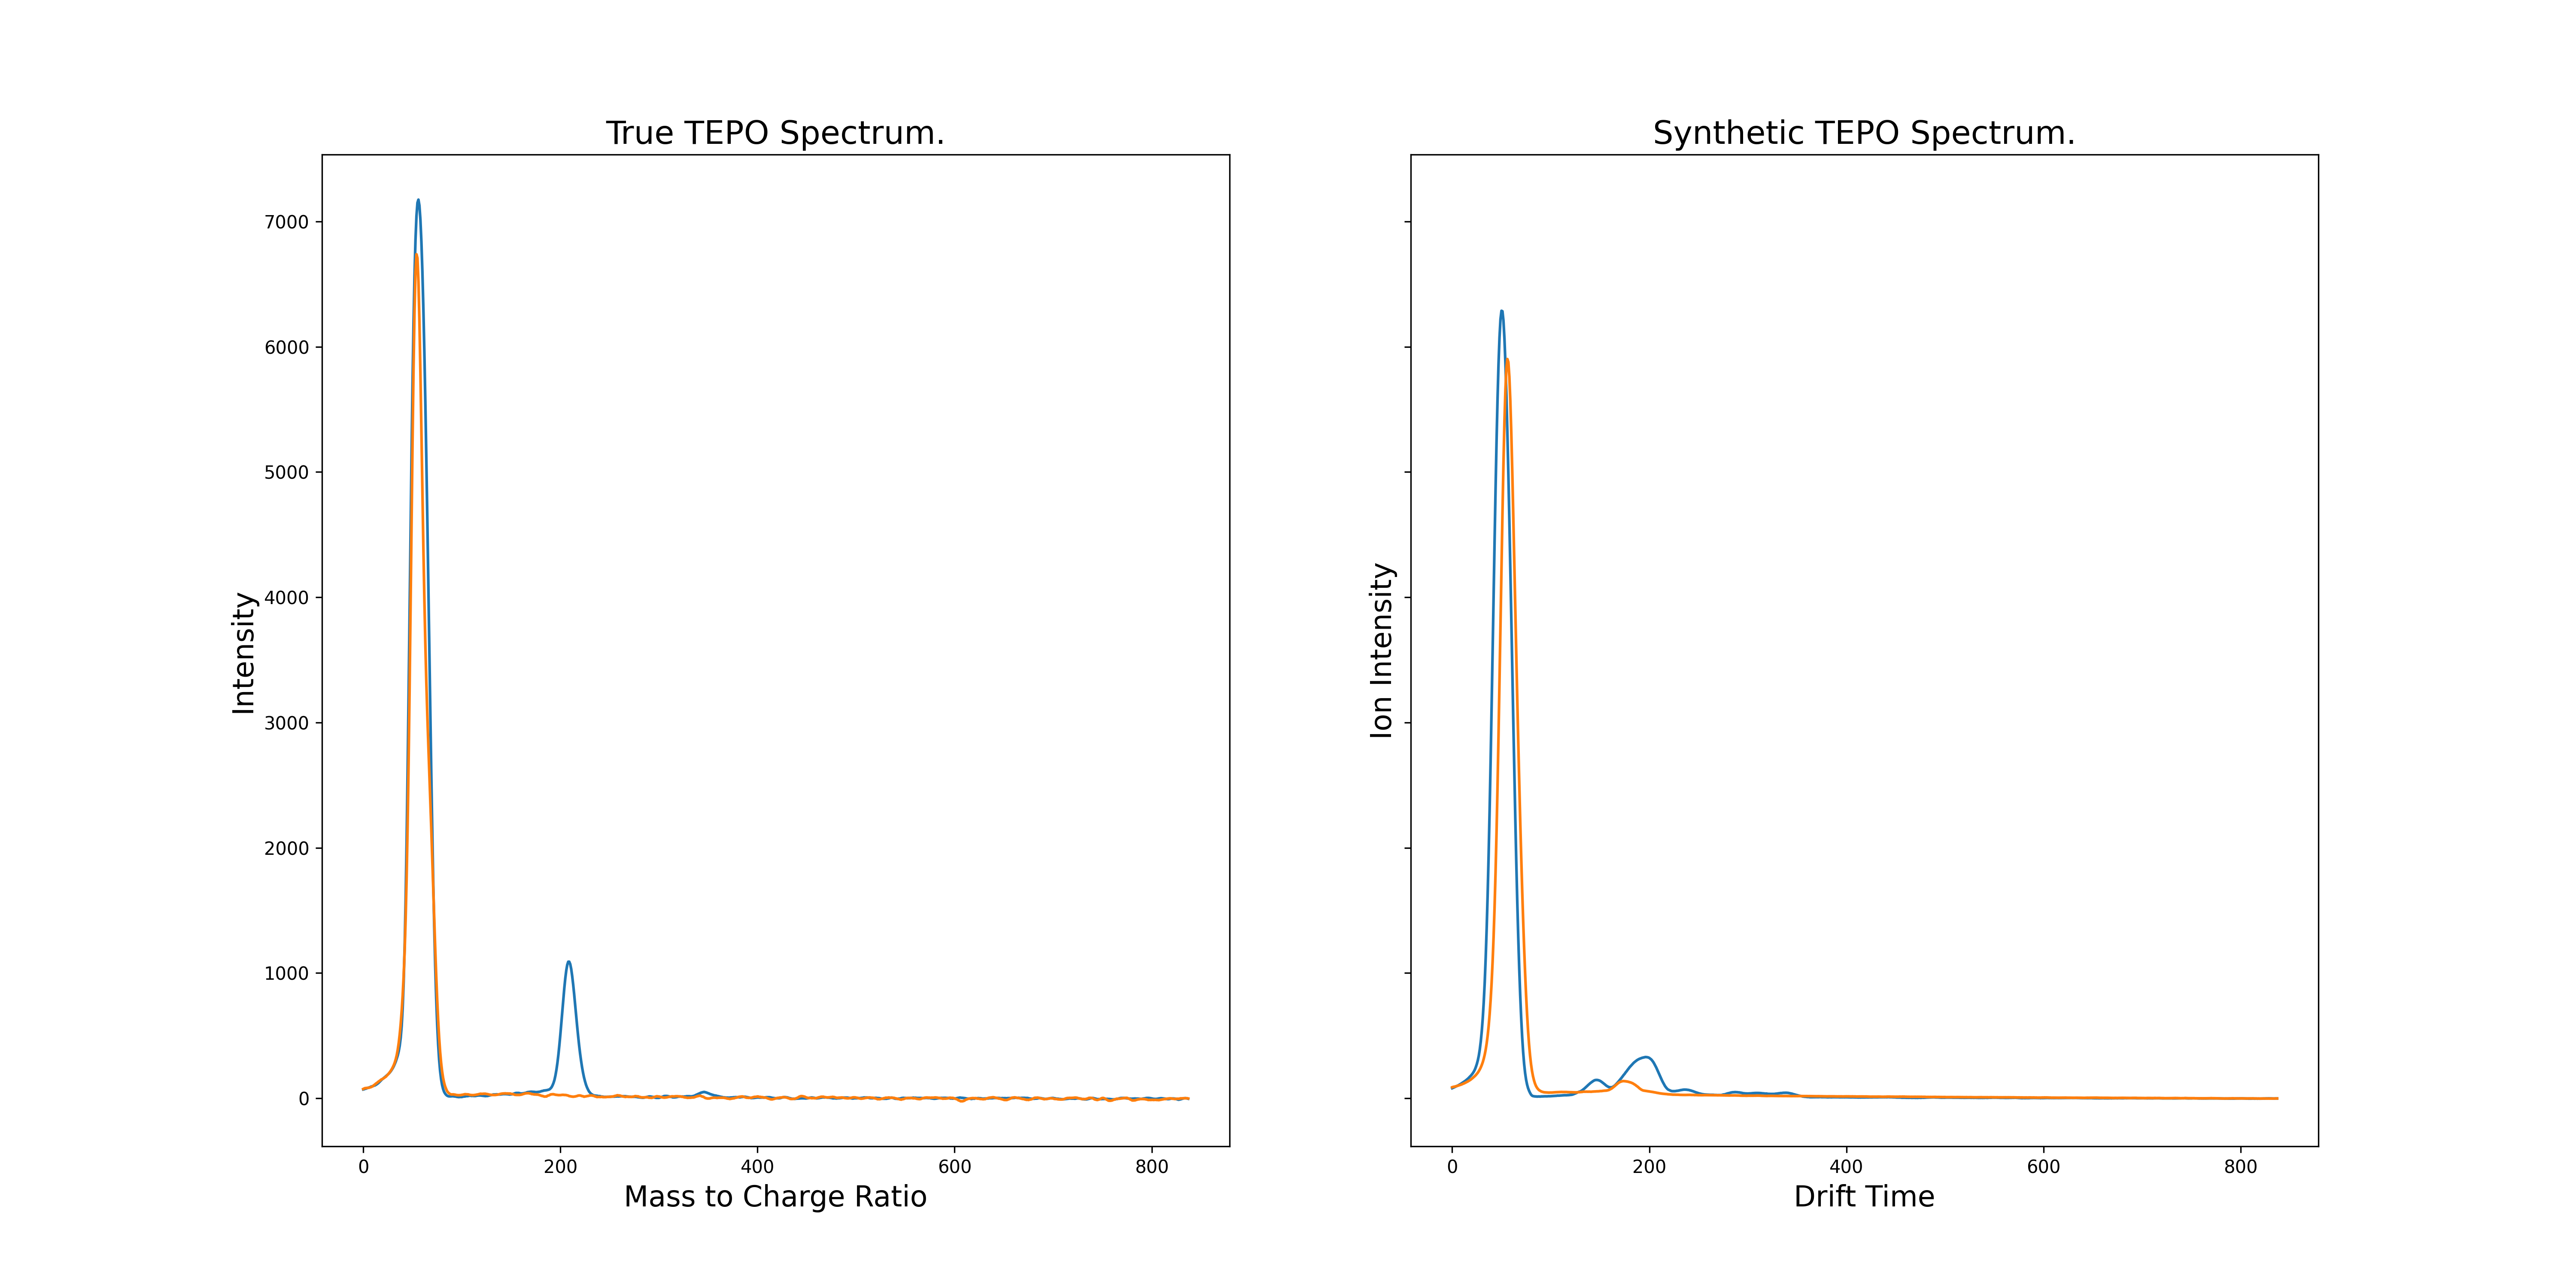 True TEPO Spectrum.
Intensity
7000
6000
5000
4000
3000
2000
1000
0
0 200 400 600 800
Mass to Charge Ratio
Synthetic TEPO Spectrum.
Ion Intensity
0 200 400 600 800
Drift Time